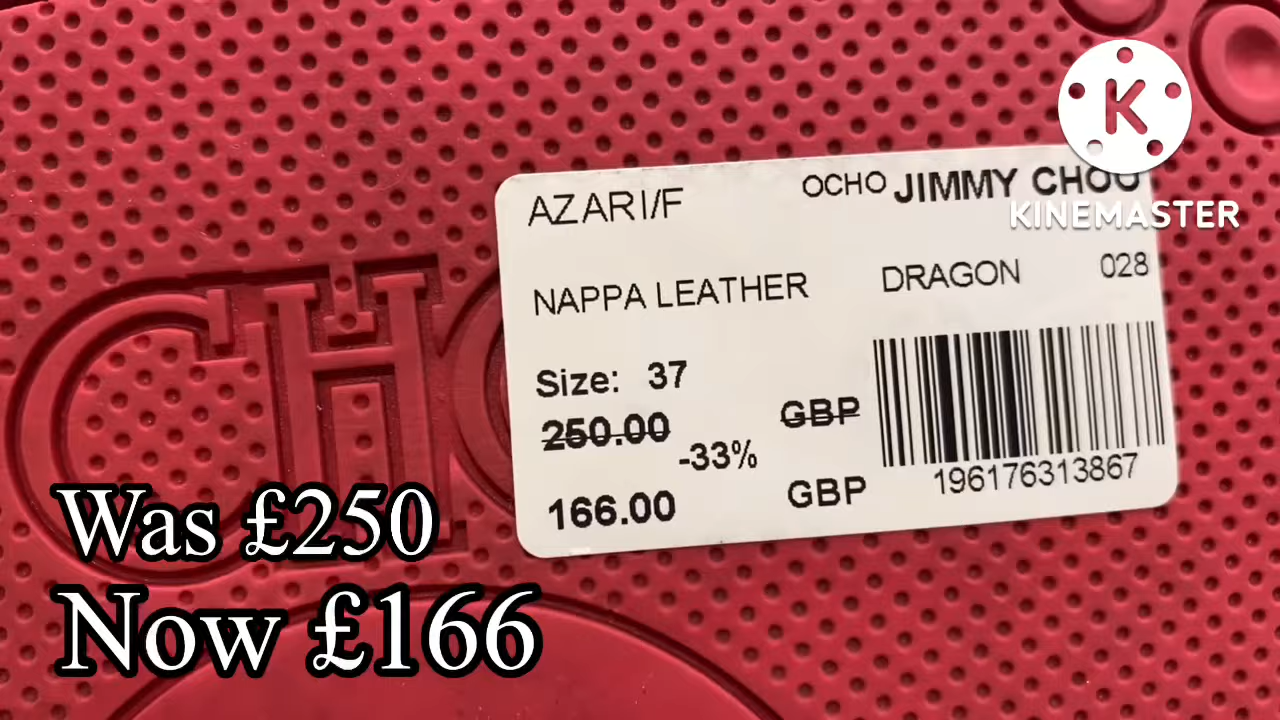 AZARI/F OCHO JIMMY CHOO
KINEMASTER
NAPPA LEATHER DRAGON 028
CHO
Size: 37
250.00 GBP
-33%
166.00 GBP
196176313867
Was £250
Now £166